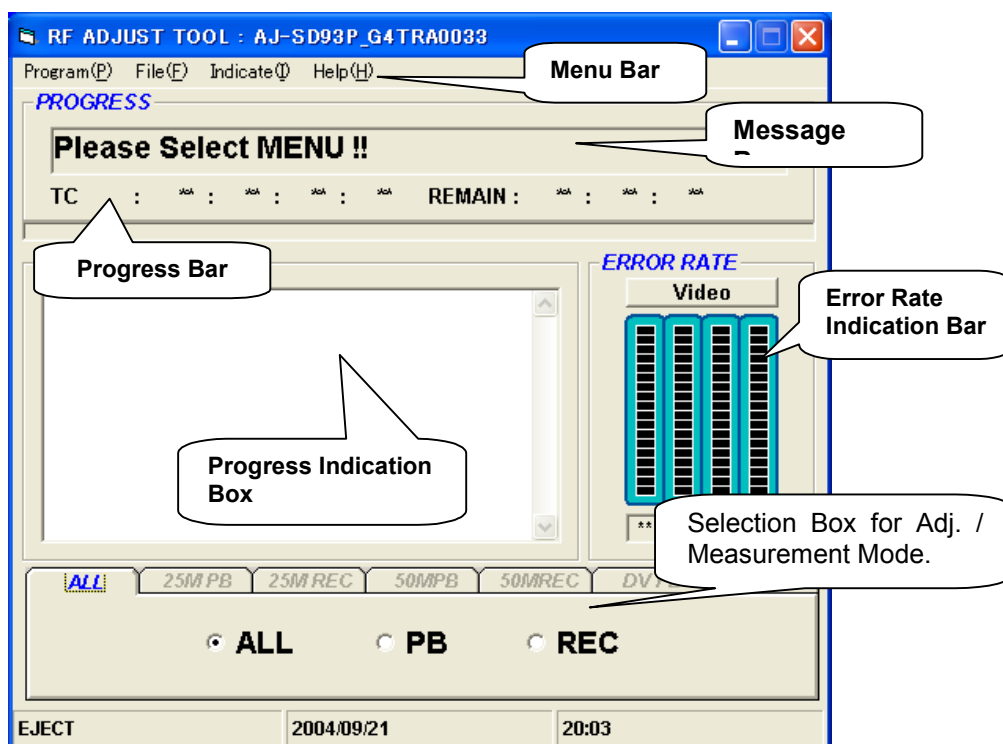 RF ADJUST TOOL : AJ-SD93P_G4TRA0033
Program(P) File(F) Indicate(I) Help(H)
Menu Bar
PROGRESS
Please Select MENU !!
Message
TC : ** : ** : ** : ** REMAIN : ** : ** : **
Progress Bar
ERROR RATE
Video
Error Rate
Indication Bar
Progress Indication
Box
**
Selection Box for Adj. /
Measurement Mode.
ALL 25M PB 25M REC 50MPB 50MREC DV
ALL PB REC
EJECT 2004/09/21 20:03